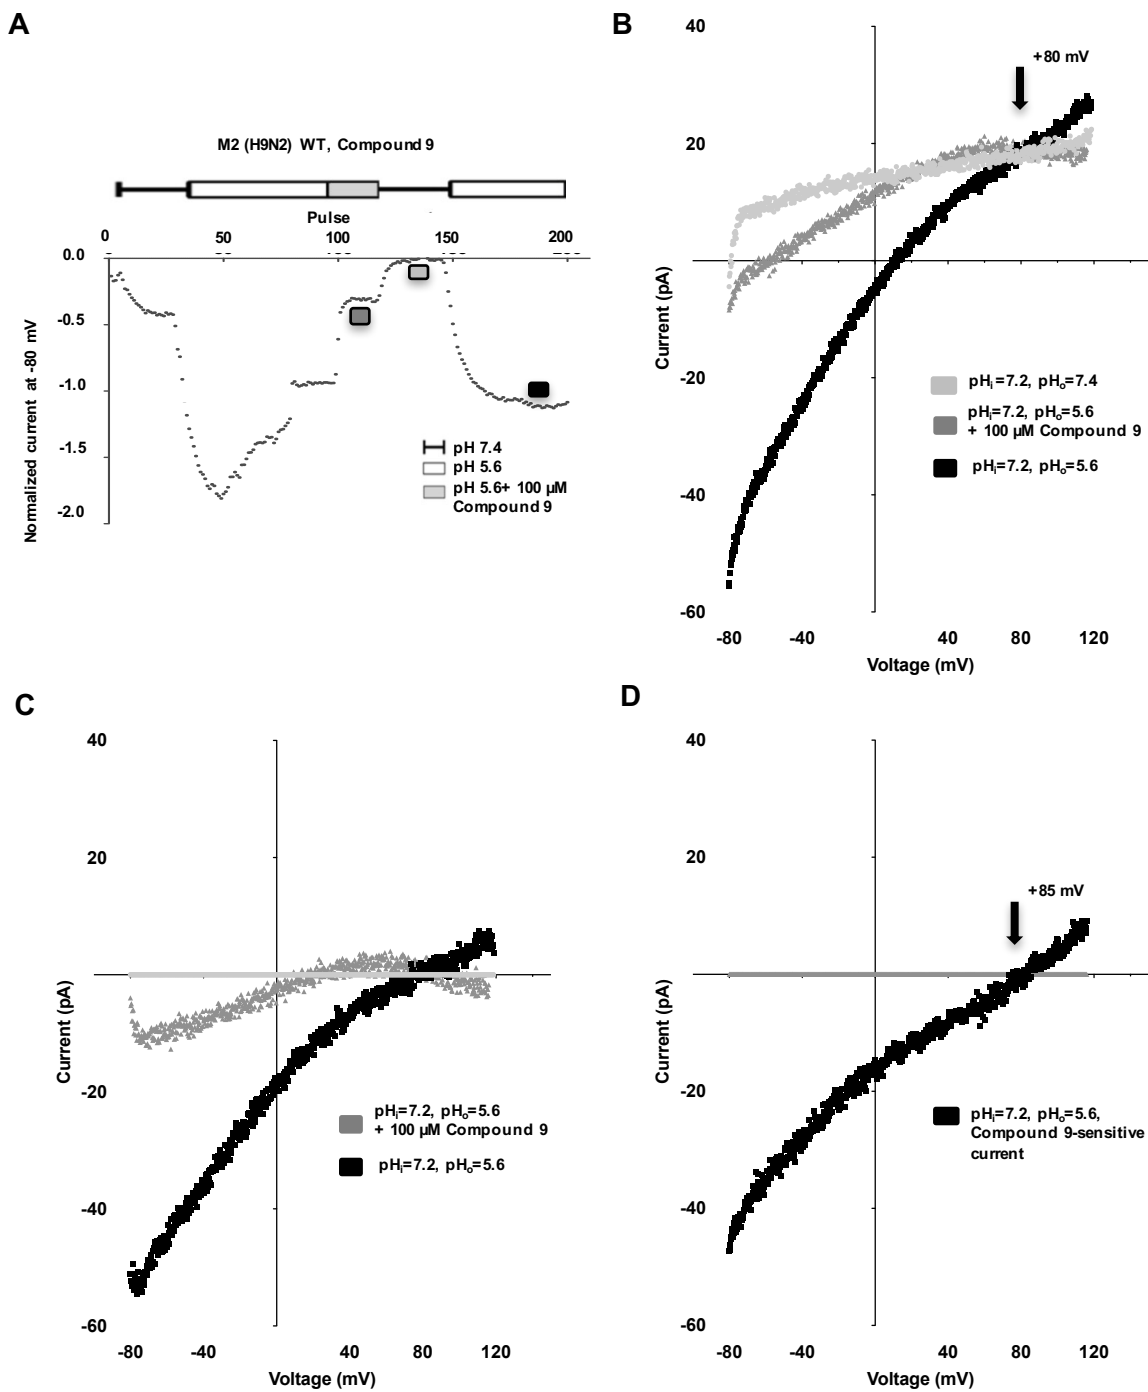 A
M2 (H9N2) WT, Compound 9
Pulse
0 50 100 150 200
0.0
-0.5
-1.0
-1.5
-2.0
Normalized current at -80 mV
pH 7.4
pH 5.6
pH 5.6+ 100 µM
Compound 9
B
+80 mV
40
20
-20
-40
-60
Current (pA)
pHi=7.2, pHo=7.4
pHi=7.2, pHo=5.6
+ 100 µM Compound 9
pHi=7.2, pHo=5.6
-80 -40 40 80 120
Voltage (mV)
C
40
20
0
-20
-40
-60
Current (pA)
pHi=7.2, pHo=5.6
+ 100 µM Compound 9
pHi=7.2, pHo=5.6
-80 -40 0 40 80 120
Voltage (mV)
D
+85 mV
40
20
0
-20
-40
-60
Current (pA)
pHi=7.2, pHo=5.6,
Compound 9-sensitive
current
-80 -40 0 40 80 120
Voltage (mV)